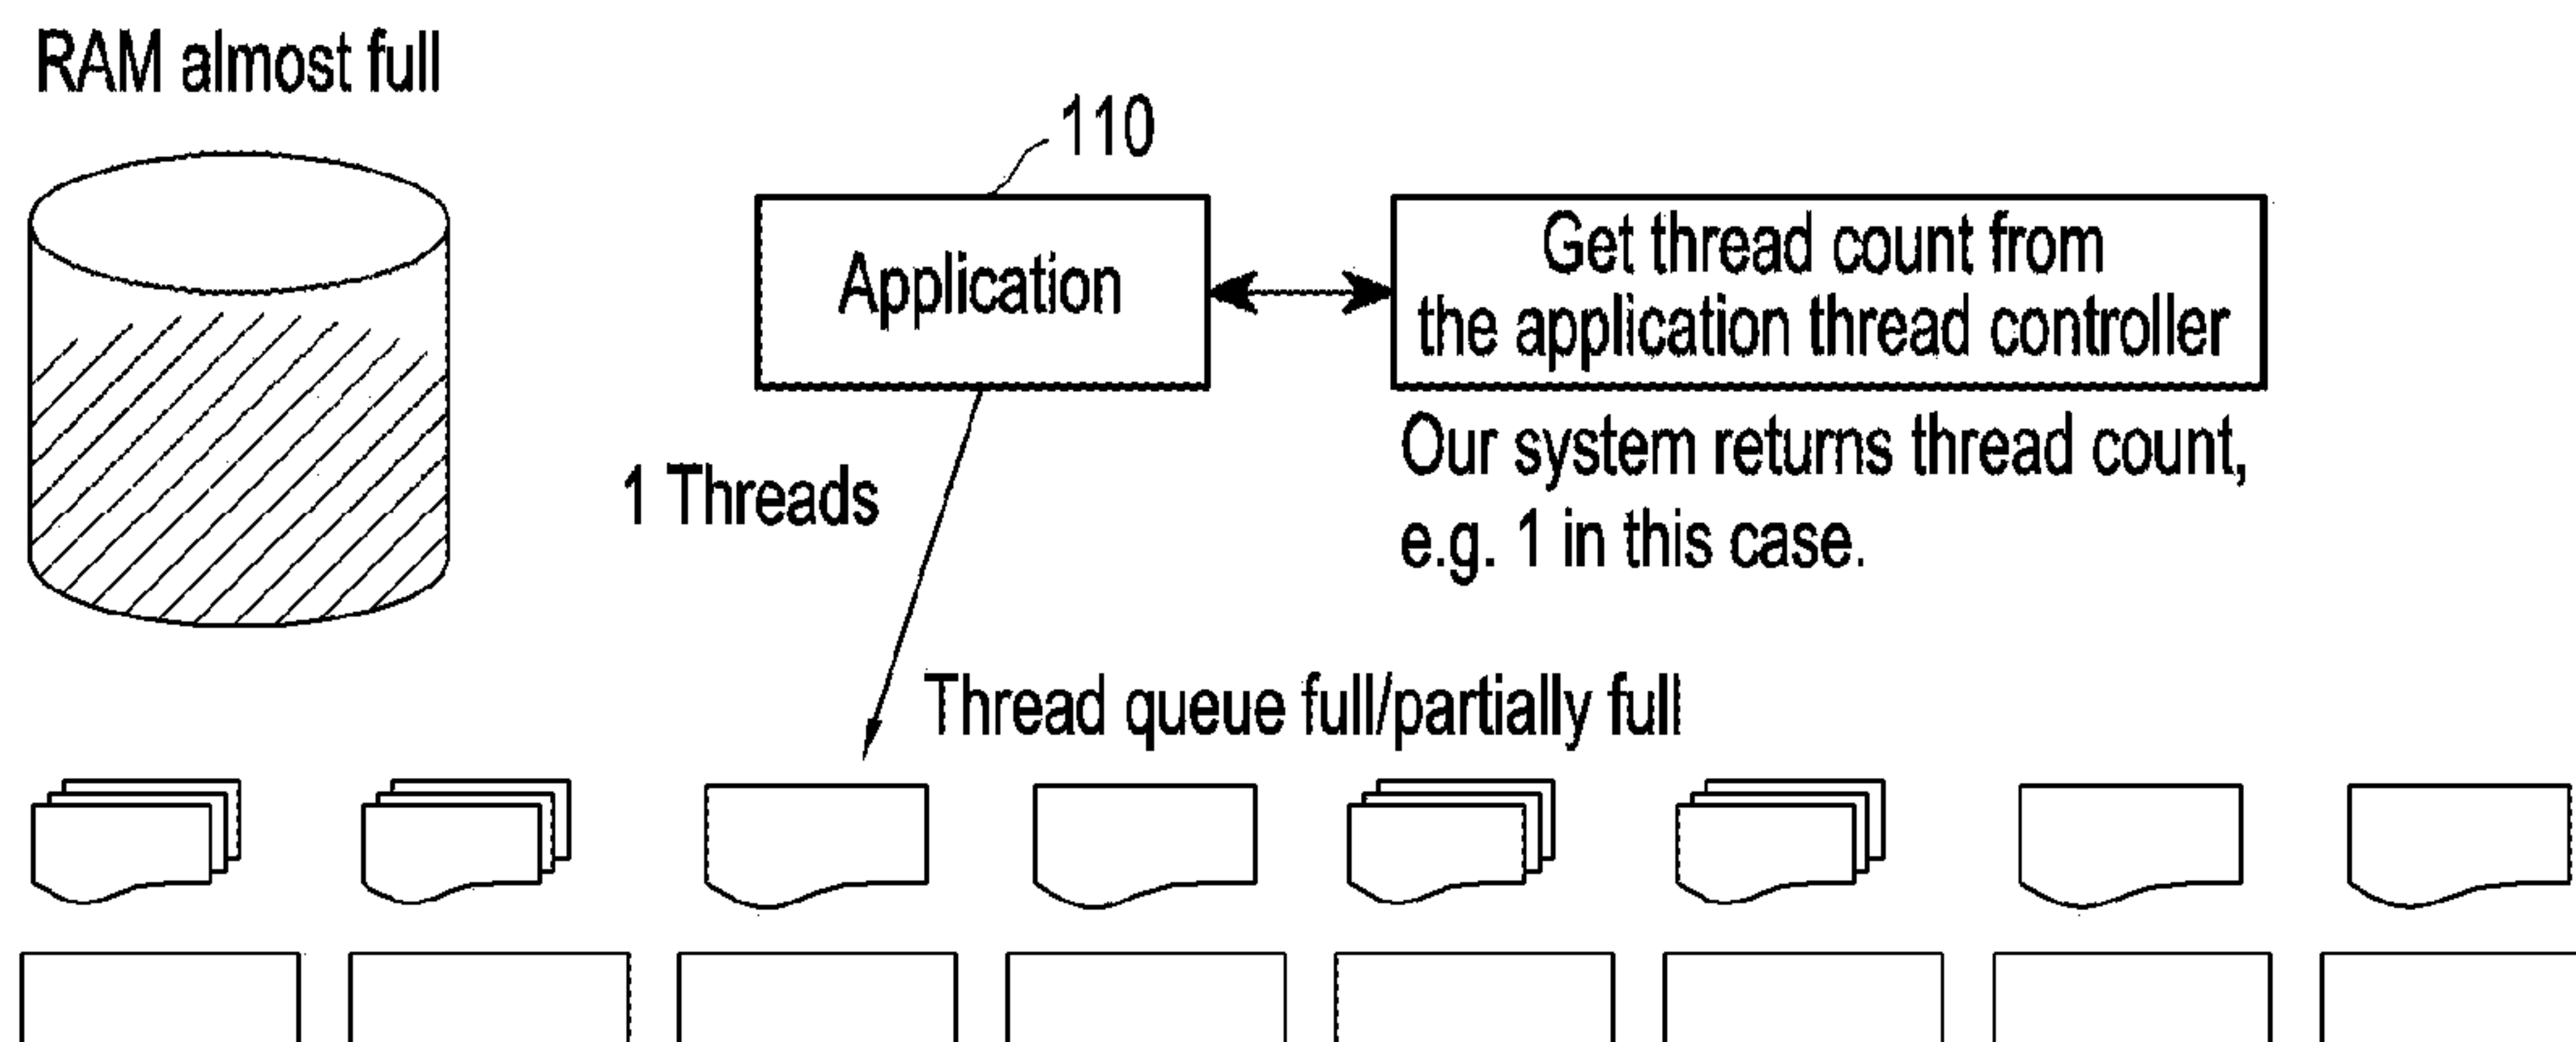 RAM almost full
110
Application
Get thread count from
the application thread controller
Our system returns thread count,
e.g. 1 in this case.
1 Threads
Thread queue full/partially full